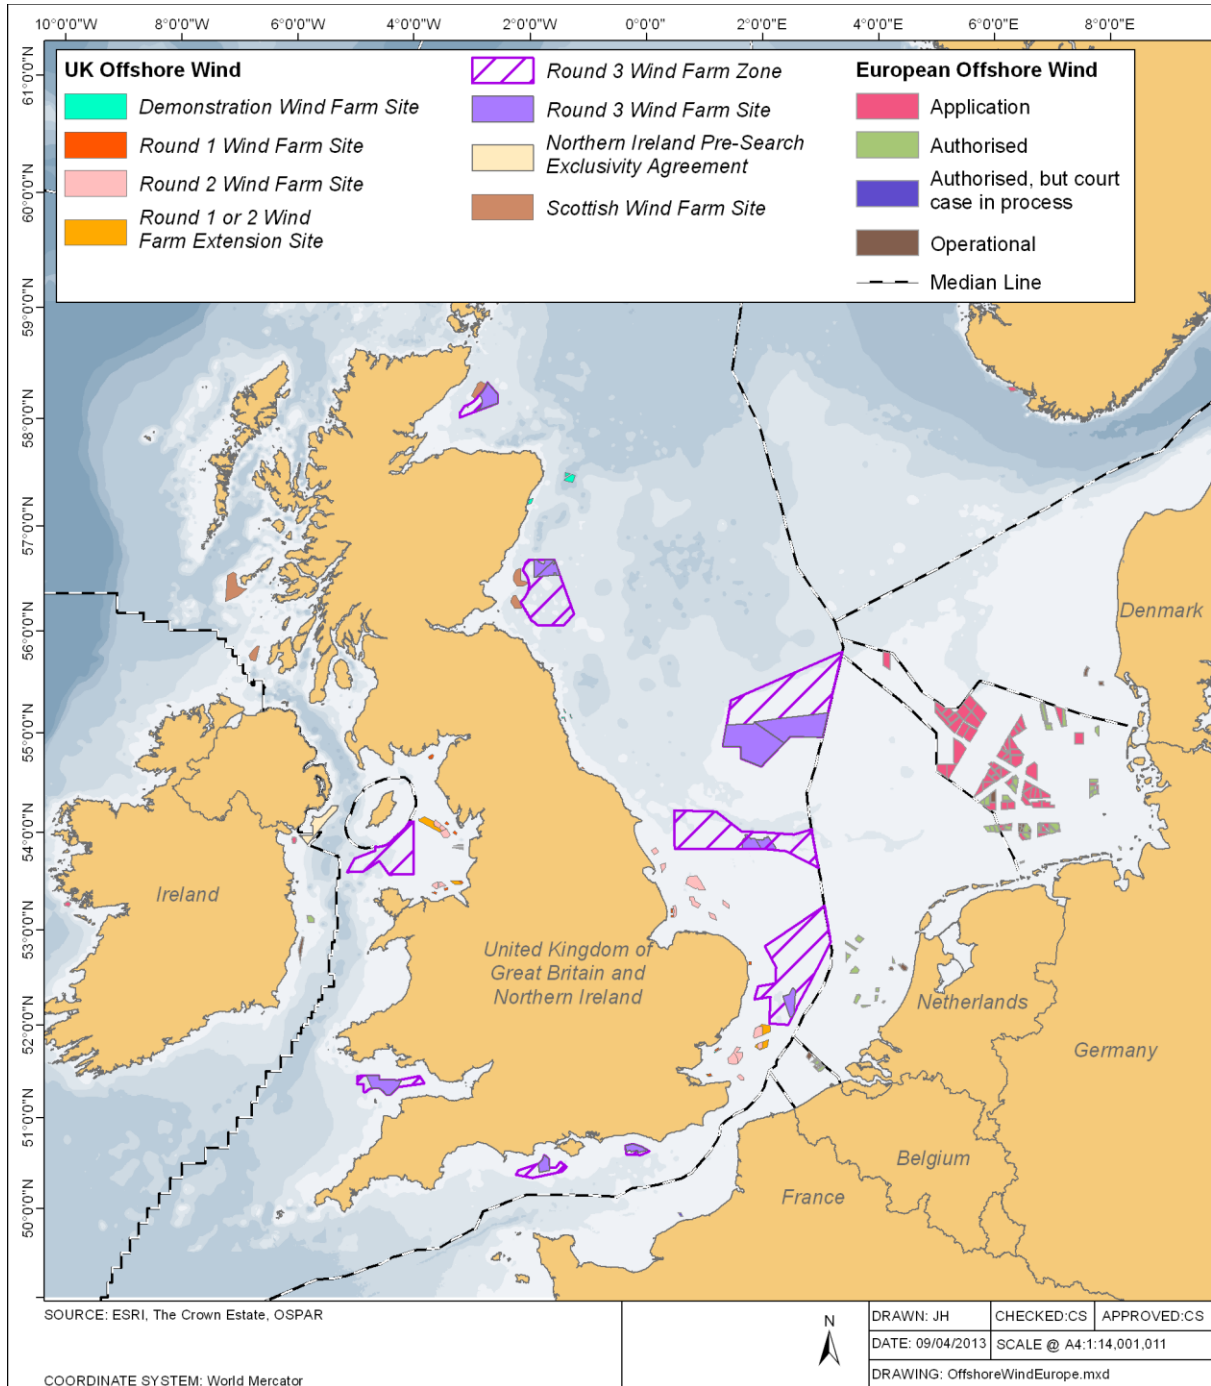 10°0'0"W 8°0'0"W 6°0'0"W 4°0'0"W 2°0'0"W 0°0'0" 2°0'0"E 4°0'0"E 6°0'0"E 8°0'0"E
61°0'0"N
60°0'0"N
59°0'0"N
58°0'0"N
57°0'0"N
56°0'0"N
55°0'0"N
54°0'0"N
53°0'0"N
52°0'0"N
51°0'0"N
50°0'0"N
UK Offshore Wind
Demonstration Wind Farm Site
Round 1 Wind Farm Site
Round 2 Wind Farm Site
Round 1 or 2 Wind
Farm Extension Site
Round 3 Wind Farm Zone
Round 3 Wind Farm Site
Northern Ireland Pre-Search
Exclusivity Agreement
Scottish Wind Farm Site
European Offshore Wind
Application
Authorised
Authorised, but court
case in process
Operational
Median Line
Denmark
Ireland
United Kingdom of
Great Britain and
Northern Ireland
Netherlands
Germany
Belgium
France
SOURCE: ESRI, The Crown Estate, OSPAR
COORDINATE SYSTEM: World Mercator
N
DRAWN: JH CHECKED:CS APPROVED:CS
DATE: 09/04/2013 SCALE @ A4:1:14,001,011
DRAWING: OffshoreWindEurope.mxd